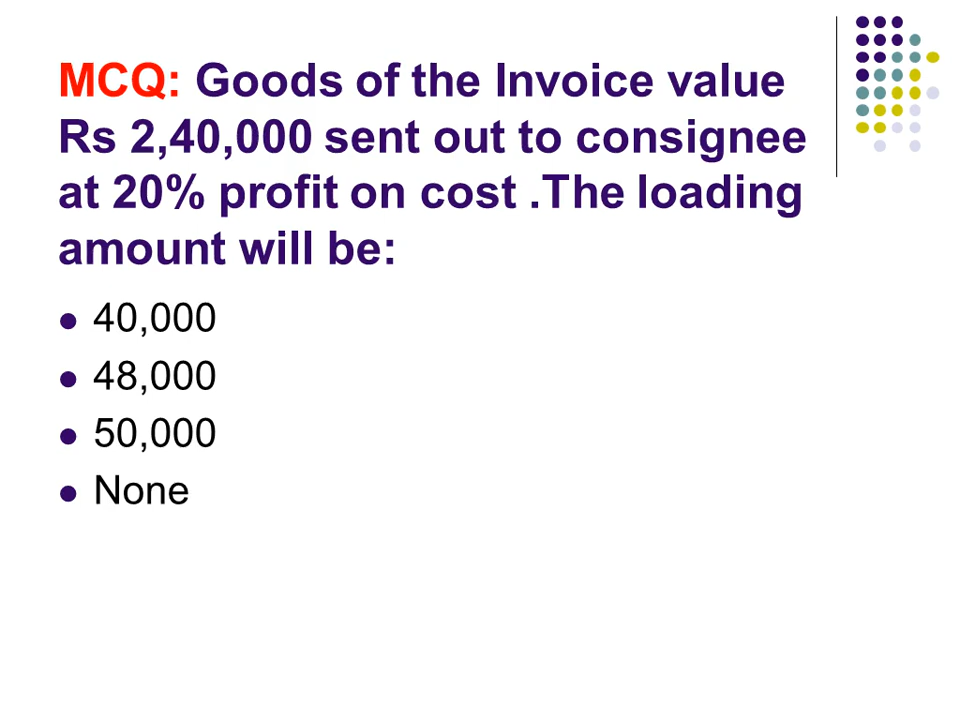 MCQ: Goods of the Invoice value
Rs 2,40,000 sent out to consignee
at 20% profit on cost .The loading
amount will be:
● 40,000
● 48,000
● 50,000
● None